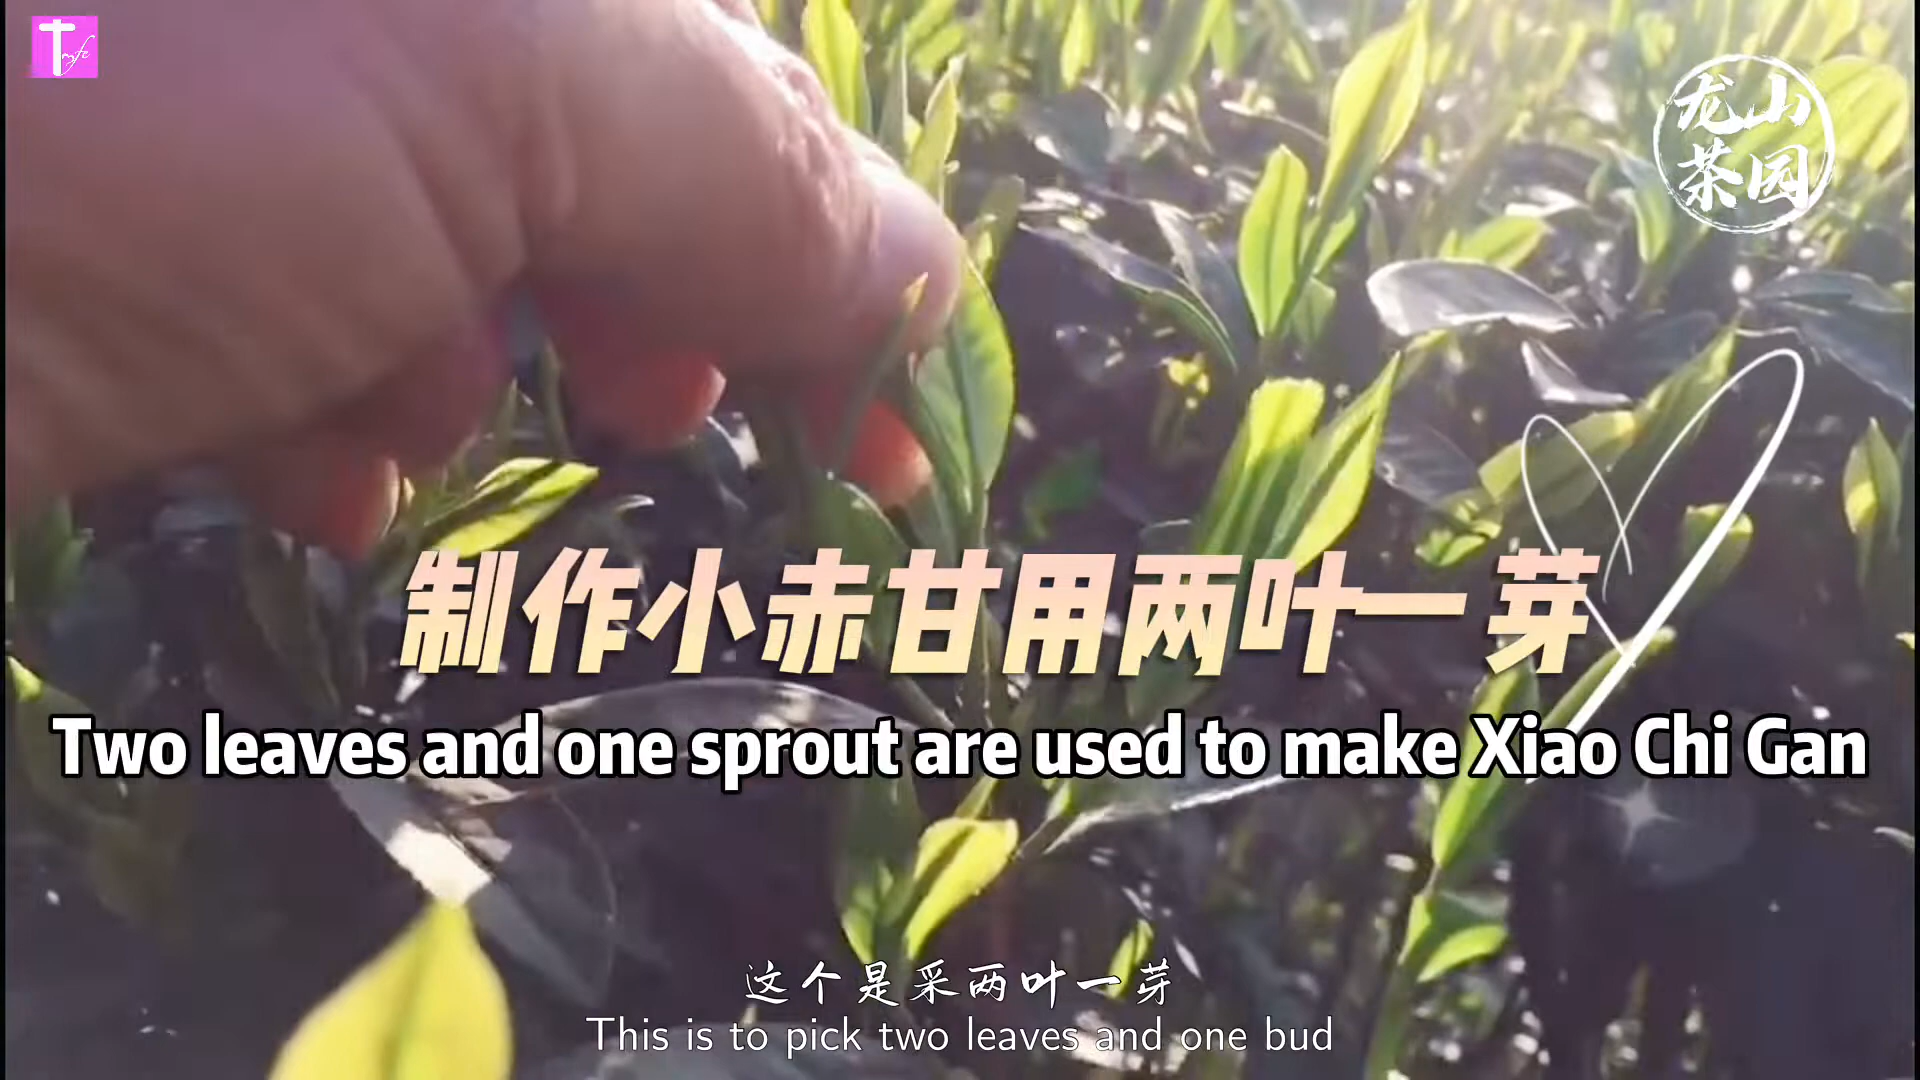 T
龙山
茶园
制作小赤甘用两叶一芽
Two leaves and one sprout are used to make Xiao Chi Gan
这个是采两叶一芽
This is to pick two leaves and one bud